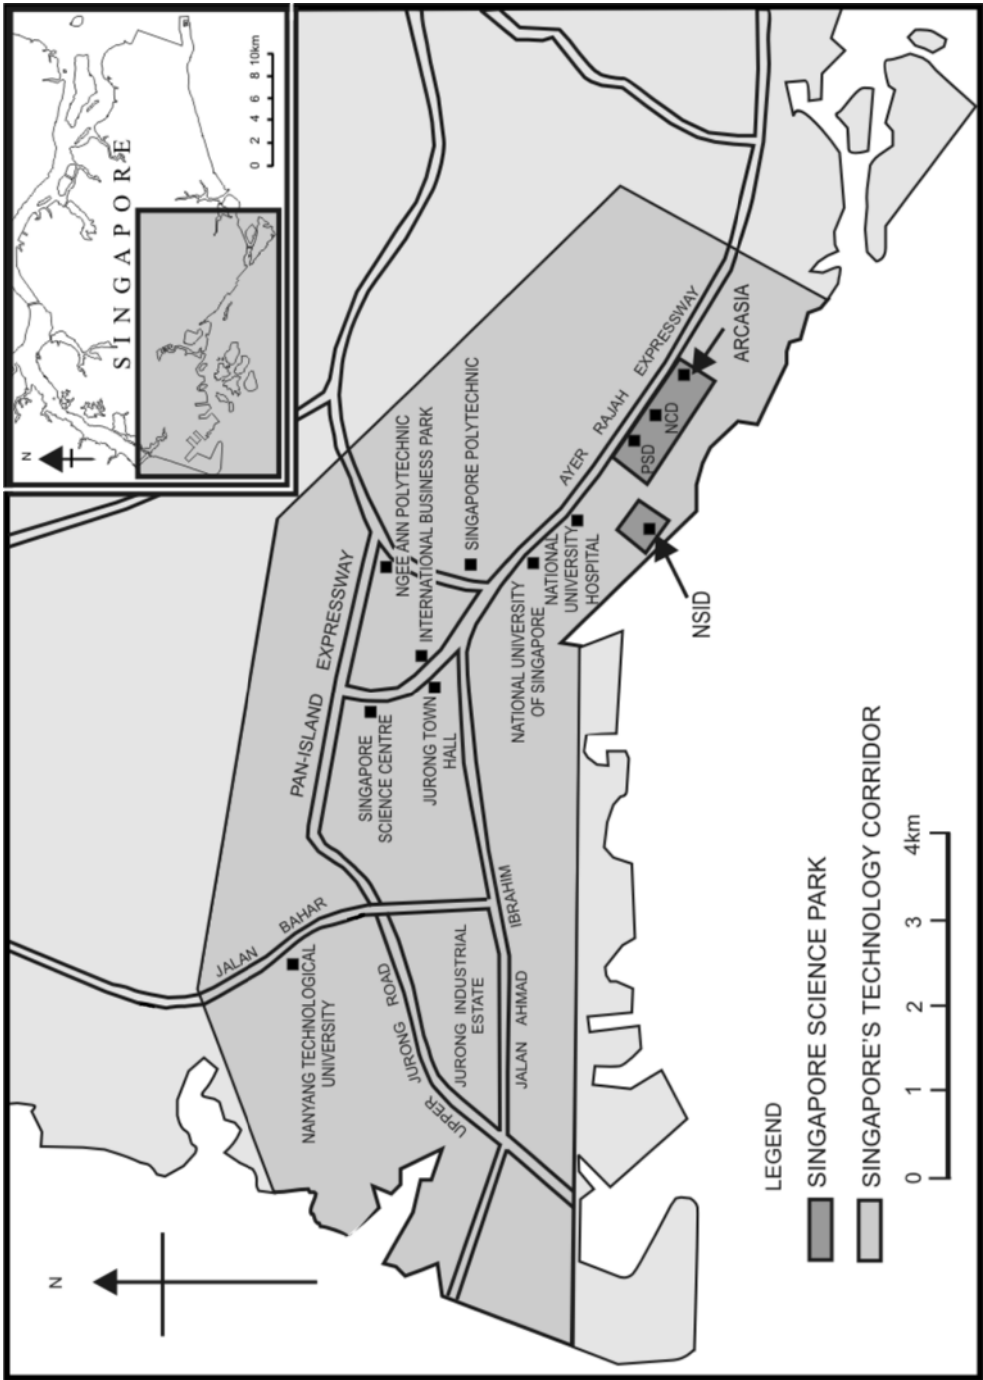 N
SINGAPORE
0 2 4 6 8 10km
N
PAN-ISLAND EXPRESSWAY
JALAN BAHAR
NANYANG TECHNOLOGICAL
UNIVERSITY
SINGAPORE
SCIENCE CENTRE
NGEE ANN POLYTECHNIC
INTERNATIONAL BUSINESS PARK
SINGAPORE POLYTECHNIC
JURONG TOWN
HALL
UPPER JURONG ROAD
JURONG INDUSTRIAL
ESTATE
JALAN AHMAD IBRAHIM
AYER RAJAH EXPRESSWAY
NATIONAL UNIVERSITY
OF SINGAPORE
NATIONAL
UNIVERSITY
HOSPITAL
PSD
NCD
ARCASIA
NSID
LEGEND
SINGAPORE SCIENCE PARK
SINGAPORE'S TECHNOLOGY CORRIDOR
0 1 2 3 4km